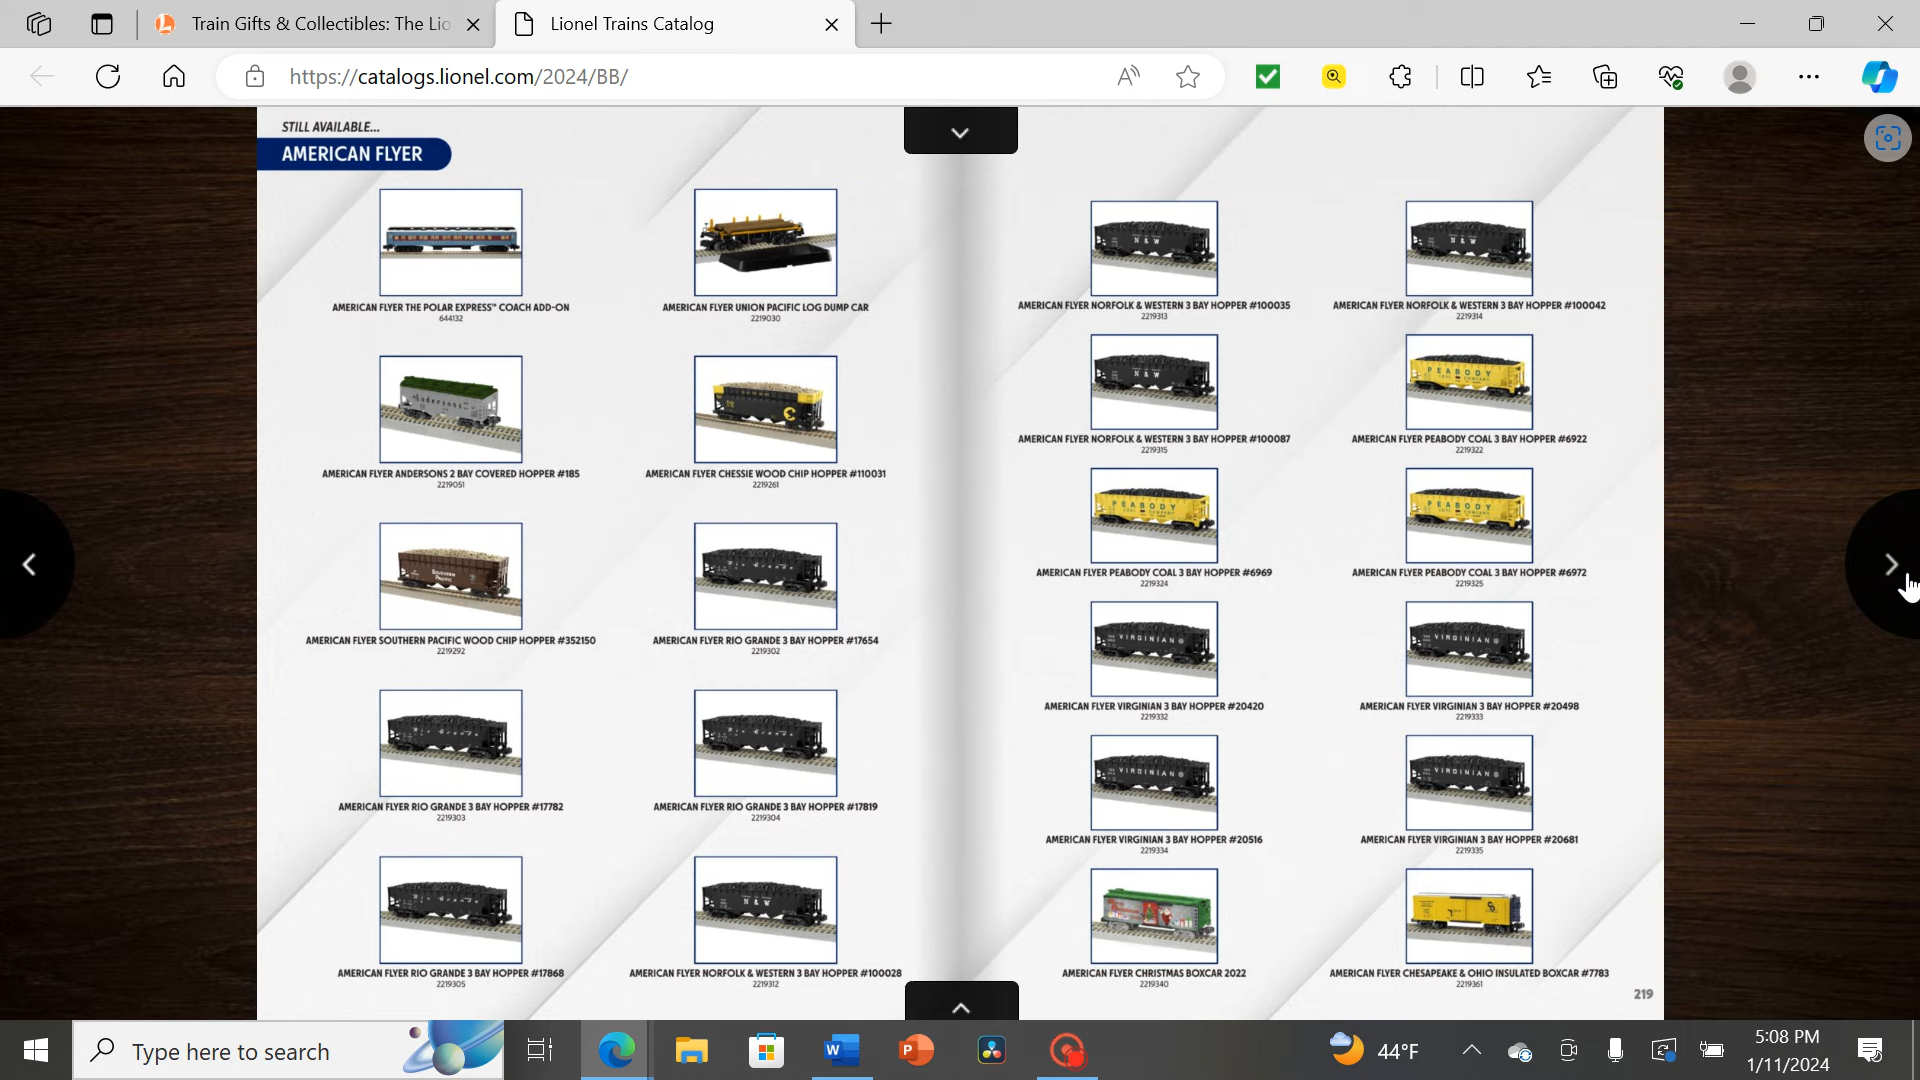 Train Gifts & Collectibles: The Lio
Lionel Trains Catalog
https://catalogs.lionel.com/2024/BB/
STILL AVAILABLE...
AMERICAN FLYER
AMERICAN FLYER THE POLAR EXPRESS™ COACH ADD-ON
644132
AMERICAN FLYER UNION PACIFIC LOG DUMP CAR
2219030
AMERICAN FLYER ANDERSONS 2 BAY COVERED HOPPER #185
2219051
AMERICAN FLYER CHESSIE WOOD CHIP HOPPER #110031
2219261
SOUTHERN
PACIFIC
AMERICAN FLYER SOUTHERN PACIFIC WOOD CHIP HOPPER #352150
2219292
AMERICAN FLYER RIO GRANDE 3 BAY HOPPER #17654
2219302
AMERICAN FLYER RIO GRANDE 3 BAY HOPPER #17782
2219303
AMERICAN FLYER RIO GRANDE 3 BAY HOPPER #17819
2219304
AMERICAN FLYER RIO GRANDE 3 BAY HOPPER #17868
2219305
N & W
AMERICAN FLYER NORFOLK & WESTERN 3 BAY HOPPER #100028
2219312
N & W
AMERICAN FLYER NORFOLK & WESTERN 3 BAY HOPPER #100035
2219313
N & W
AMERICAN FLYER NORFOLK & WESTERN 3 BAY HOPPER #100042
2219314
N & W
AMERICAN FLYER NORFOLK & WESTERN 3 BAY HOPPER #100087
2219315
PEABODY
AMERICAN FLYER PEABODY COAL 3 BAY HOPPER #6922
2219322
PEABODY
AMERICAN FLYER PEABODY COAL 3 BAY HOPPER #6969
2219324
PEABODY
AMERICAN FLYER PEABODY COAL 3 BAY HOPPER #6972
2219325
VIRGINIAN
AMERICAN FLYER VIRGINIAN 3 BAY HOPPER #20420
2219332
VIRGINIAN
AMERICAN FLYER VIRGINIAN 3 BAY HOPPER #20498
2219333
VIRGINIAN
AMERICAN FLYER VIRGINIAN 3 BAY HOPPER #20516
2219334
VIRGINIAN
AMERICAN FLYER VIRGINIAN 3 BAY HOPPER #20681
2219335
AMERICAN FLYER CHRISTMAS BOXCAR 2022
2219340
AMERICAN FLYER CHESAPEAKE & OHIO INSULATED BOXCAR #7783
2219361
219
Type here to search
44°F
5:08 PM
1/11/2024